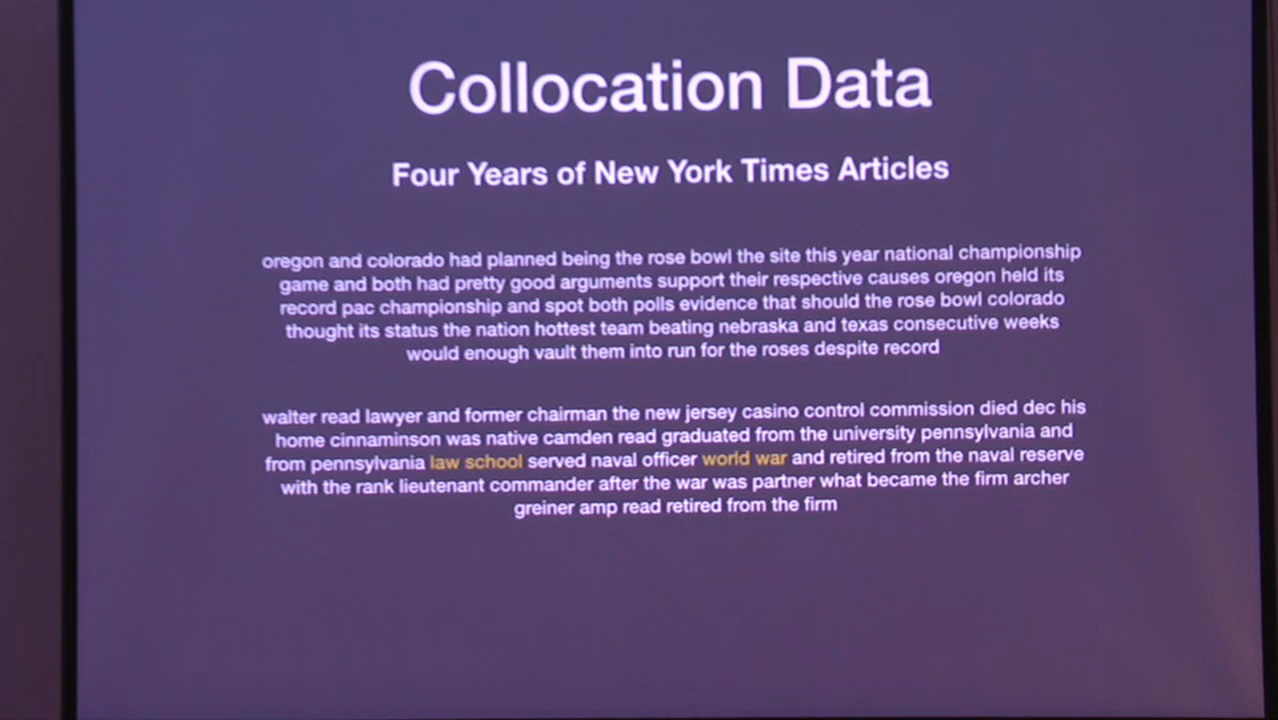 Collocation Data
Four Years of New York Times Articles
oregon and colorado had planned being the rose bowl the site this year national championship
game and both had pretty good arguments support their respective causes oregon held its
record pac championship and spot both polls evidence that should the rose bowl colorado
thought its status the nation hottest team beating nebraska and texas consecutive weeks
would enough vault them into run for the roses despite record
walter read lawyer and former chairman the new jersey casino control commission died dec his
home cinnaminson was native camden read graduated from the university pennsylvania and
from pennsylvania law school served naval officer world war and retired from the naval reserve
with the rank lieutenant commander after the war was partner what became the firm archer
greiner amp read retired from the firm